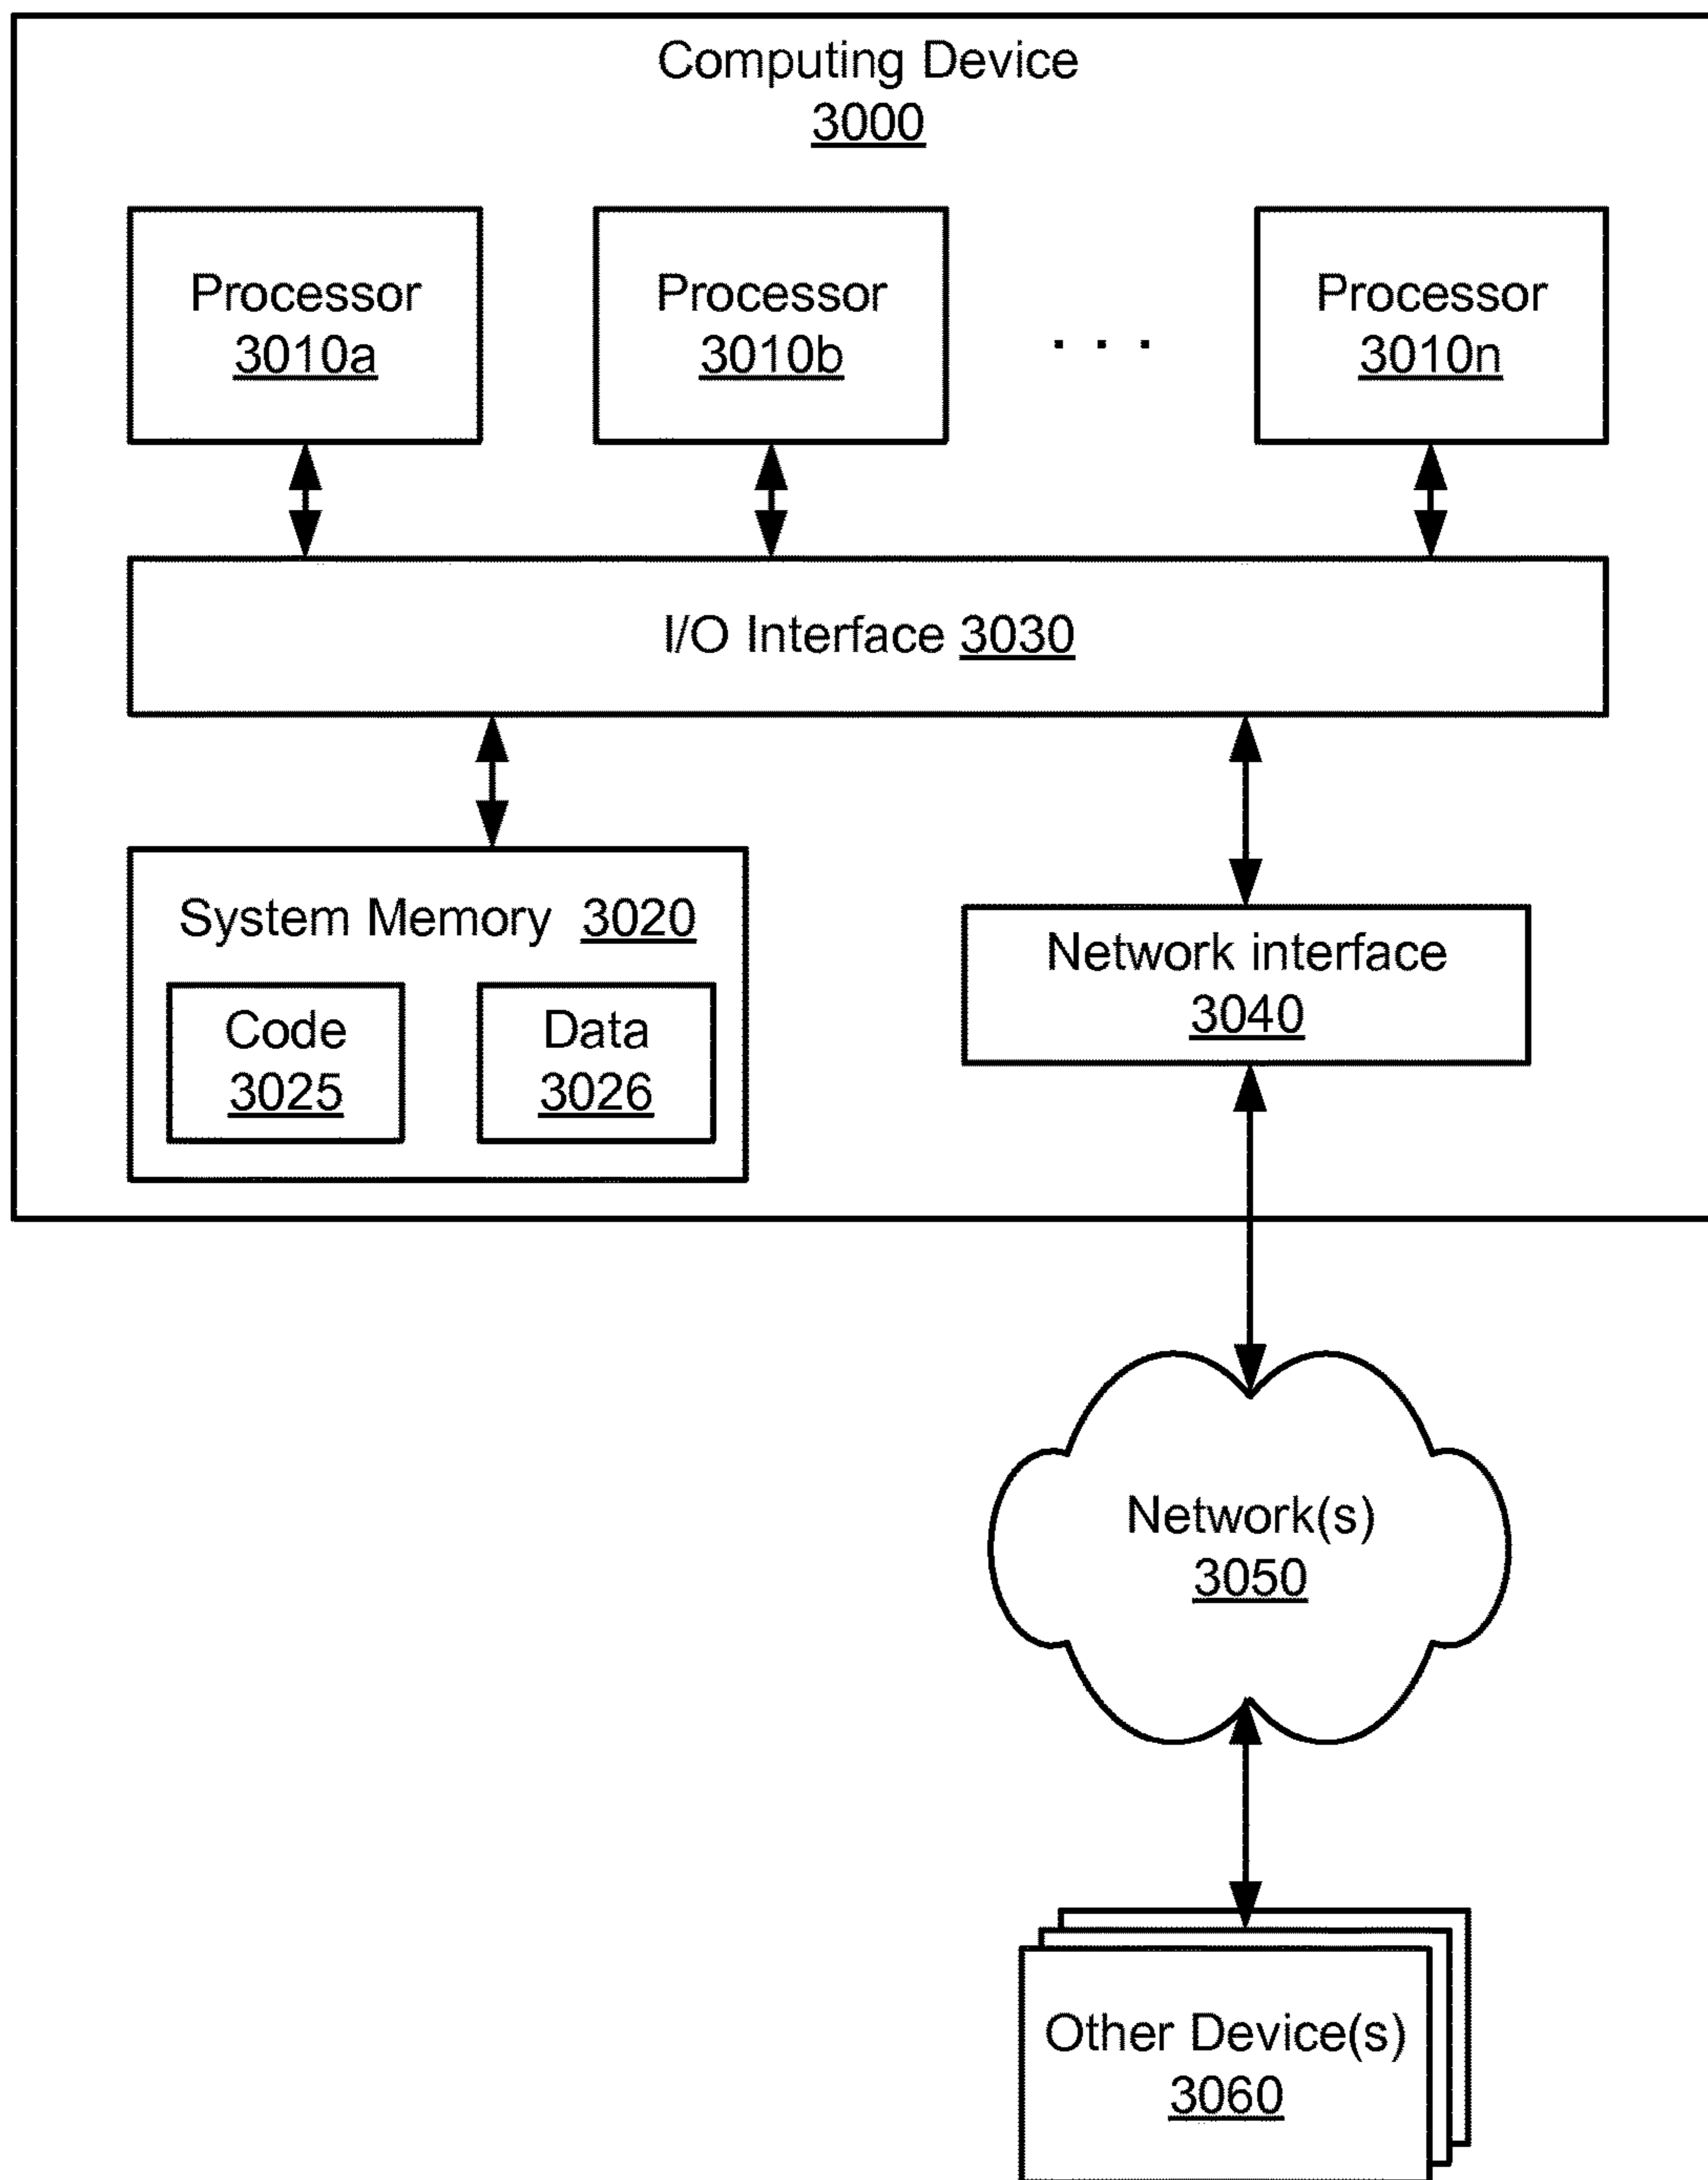 Computing Device
3000
Processor
3010a
Processor
3010b
. . .
Processor
3010n
I/O Interface 3030
System Memory 3020
Code
3025
Data
3026
Network interface
3040
Network(s)
3050
Other Device(s)
3060